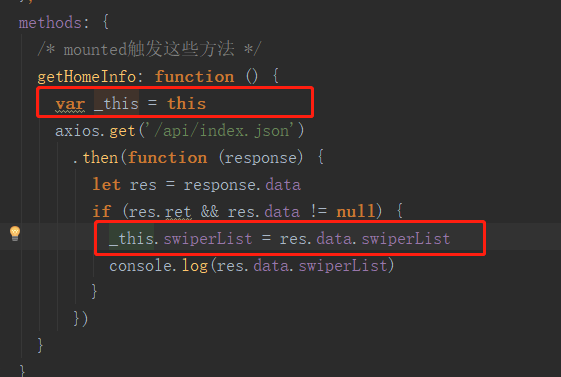 methods: {
/* mounted触发这些方法 */
getHomeInfo: function () {
var _this = this
axios.get('/api/index.json')
.then(function (response) {
let res = response.data
if (res.ret && res.data != null) {
_this.swiperList = res.data.swiperList
console.log(res.data.swiperList)
}
})
}
}